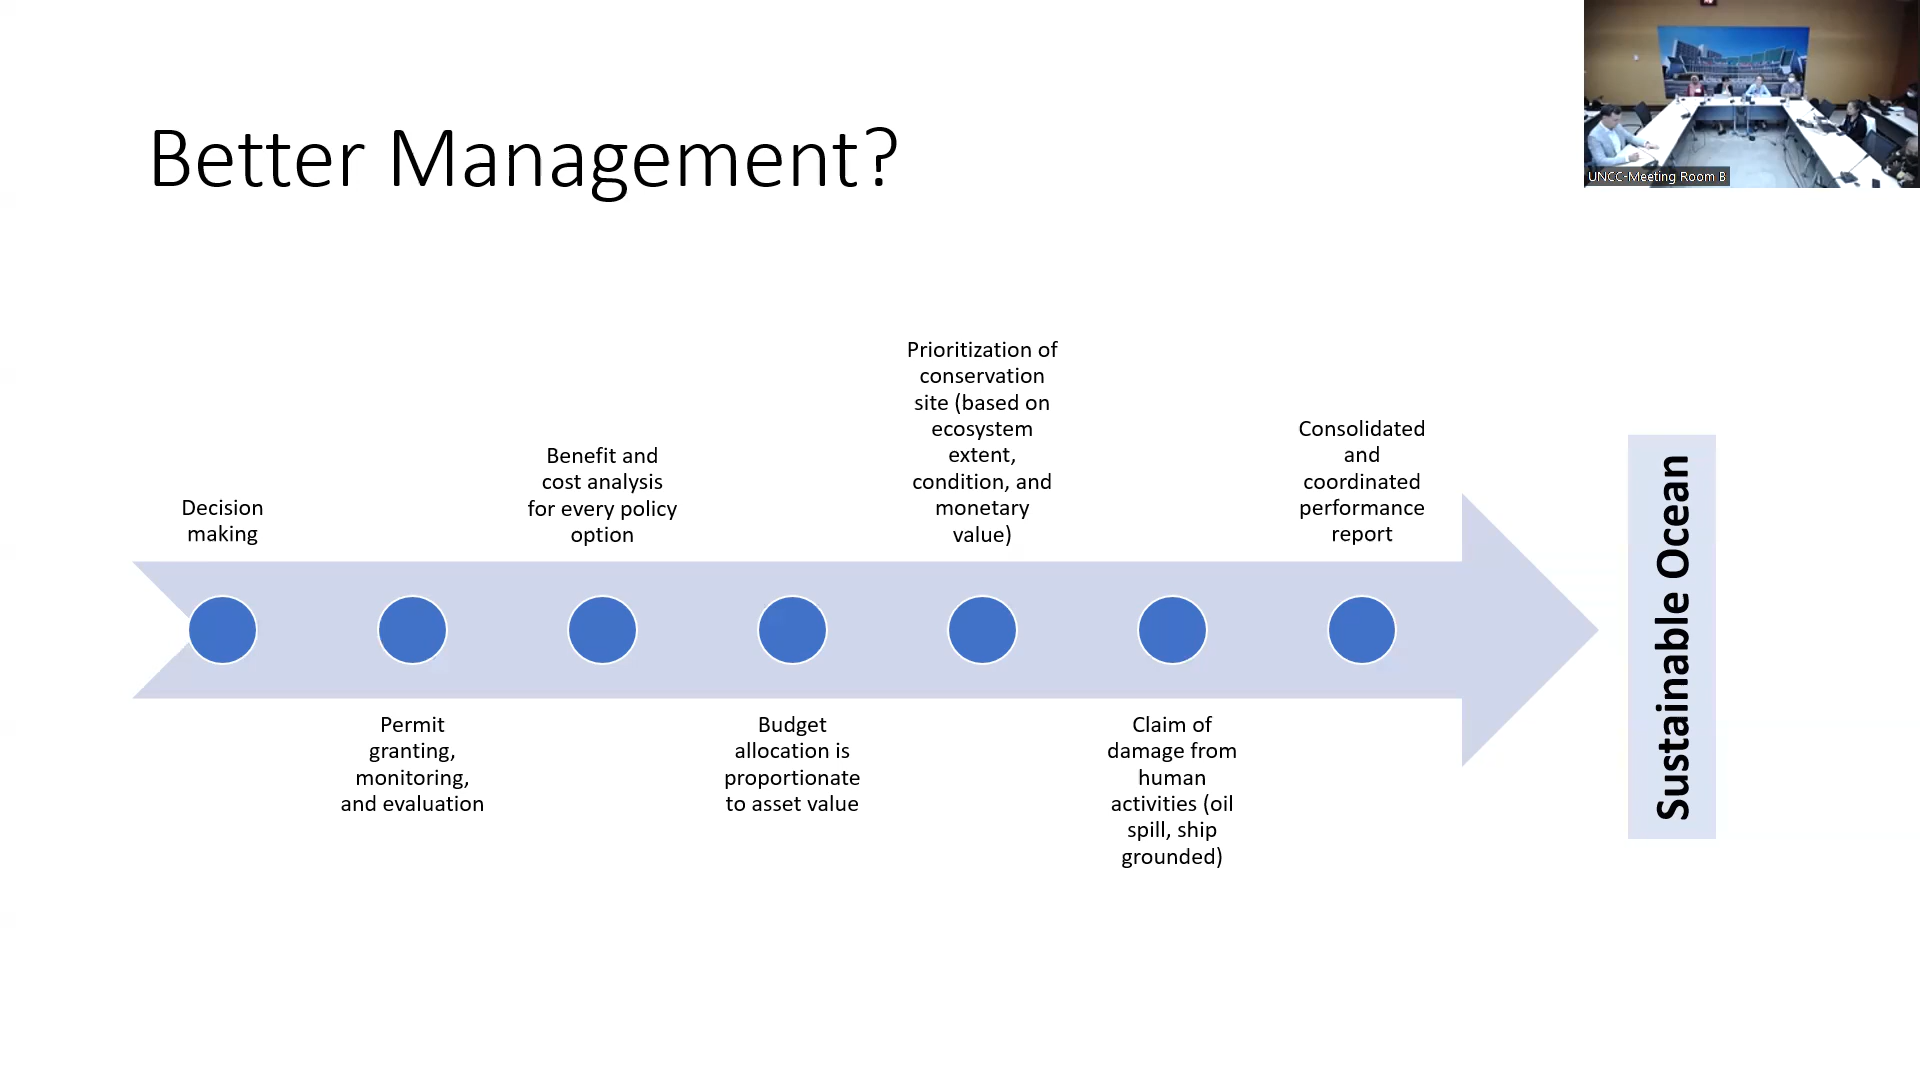 Better Management?
UNCC-Meeting Room B
Decision
making
Permit
granting,
monitoring,
and evaluation
Benefit and
cost analysis
for every policy
option
Budget
allocation is
proportionate
to asset value
Prioritization of
conservation
site (based on
ecosystem
extent,
condition, and
monetary
value)
Claim of
damage from
human
activities (oil
spill, ship
grounded)
Consolidated
and
coordinated
performance
report
Sustainable Ocean